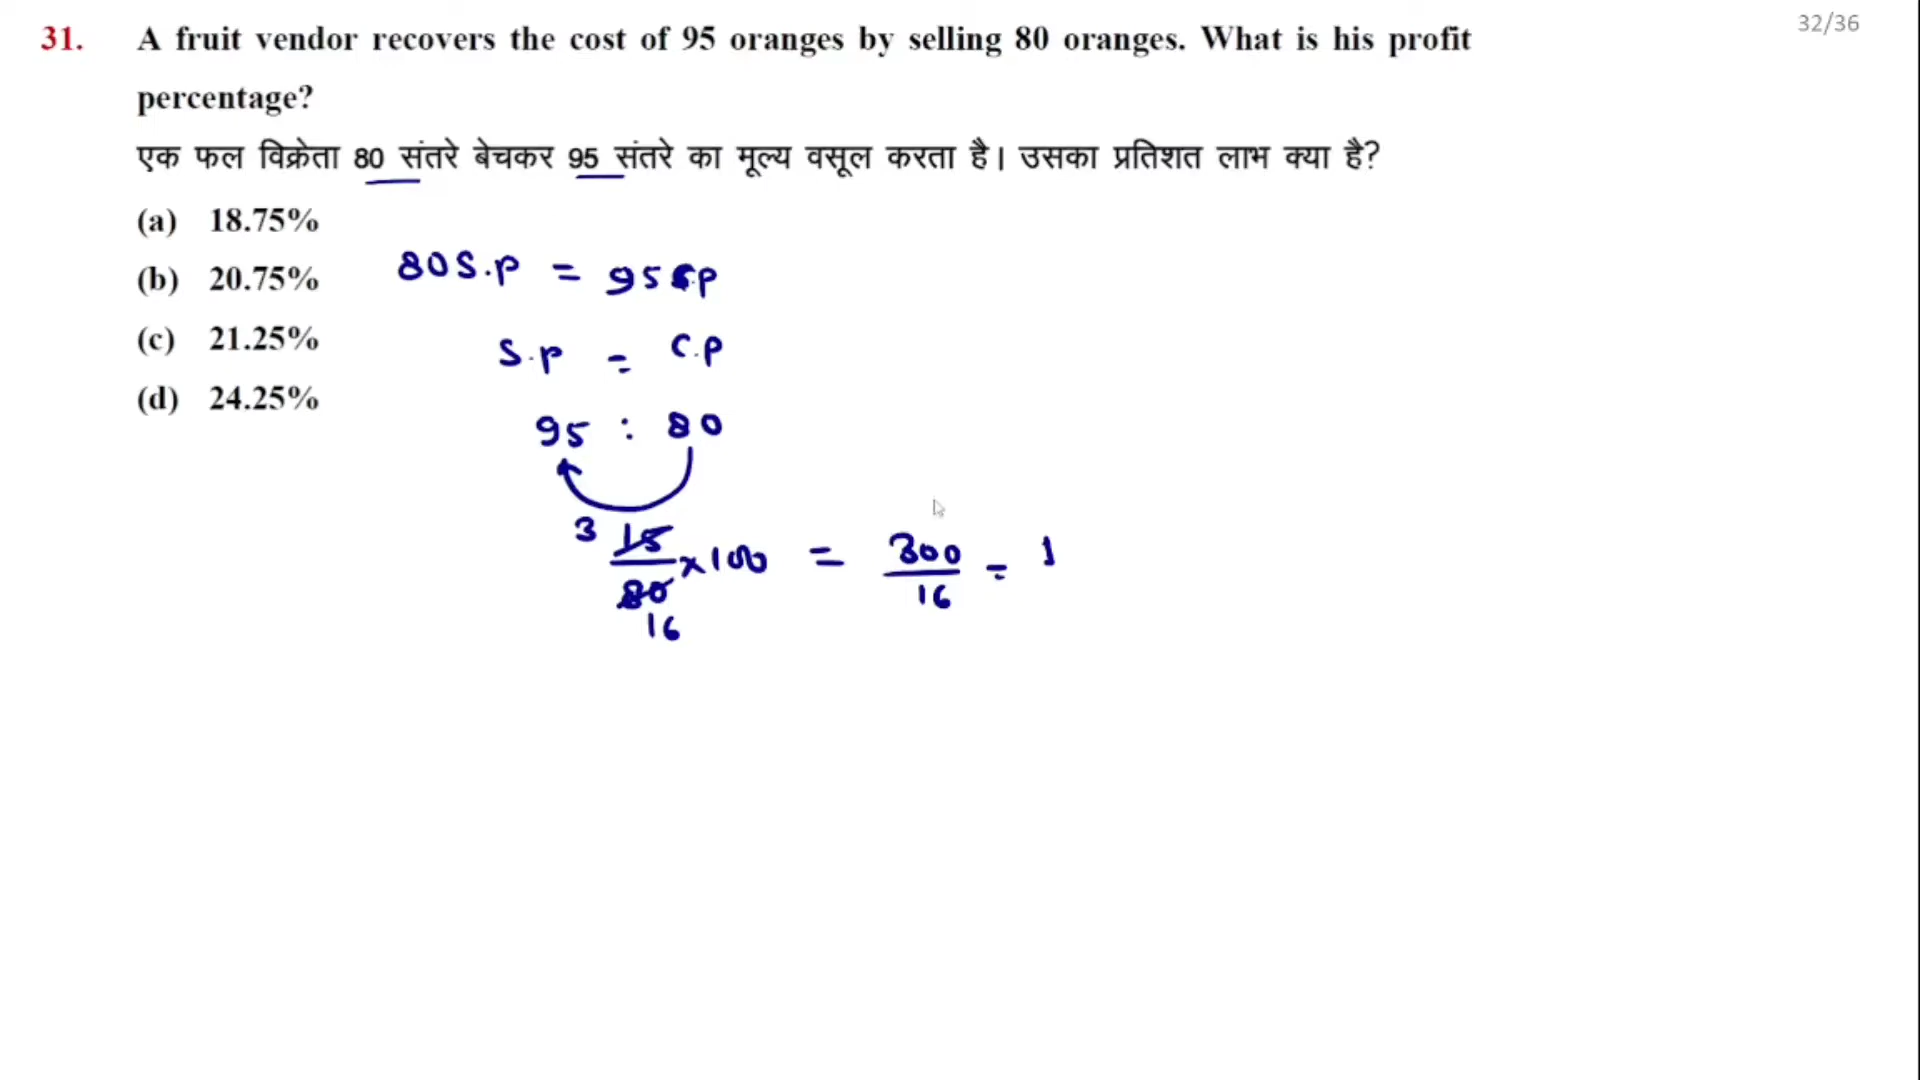 32/36
31. A fruit vendor recovers the cost of 95 oranges by selling 80 oranges. What is his profit
percentage?
एक फल विक्रेता 80 संतरे बेचकर 95 संतरे का मूल्य वसूल करता है। उसका प्रतिशत लाभ क्या है?
(a) 18.75%
(b) 20.75%
(c) 21.25%
(d) 24.25%
80 S.P = 95 C.P
S.P = C.P
95 : 80
3 15/80 x 100 = 300/16 = 1
16